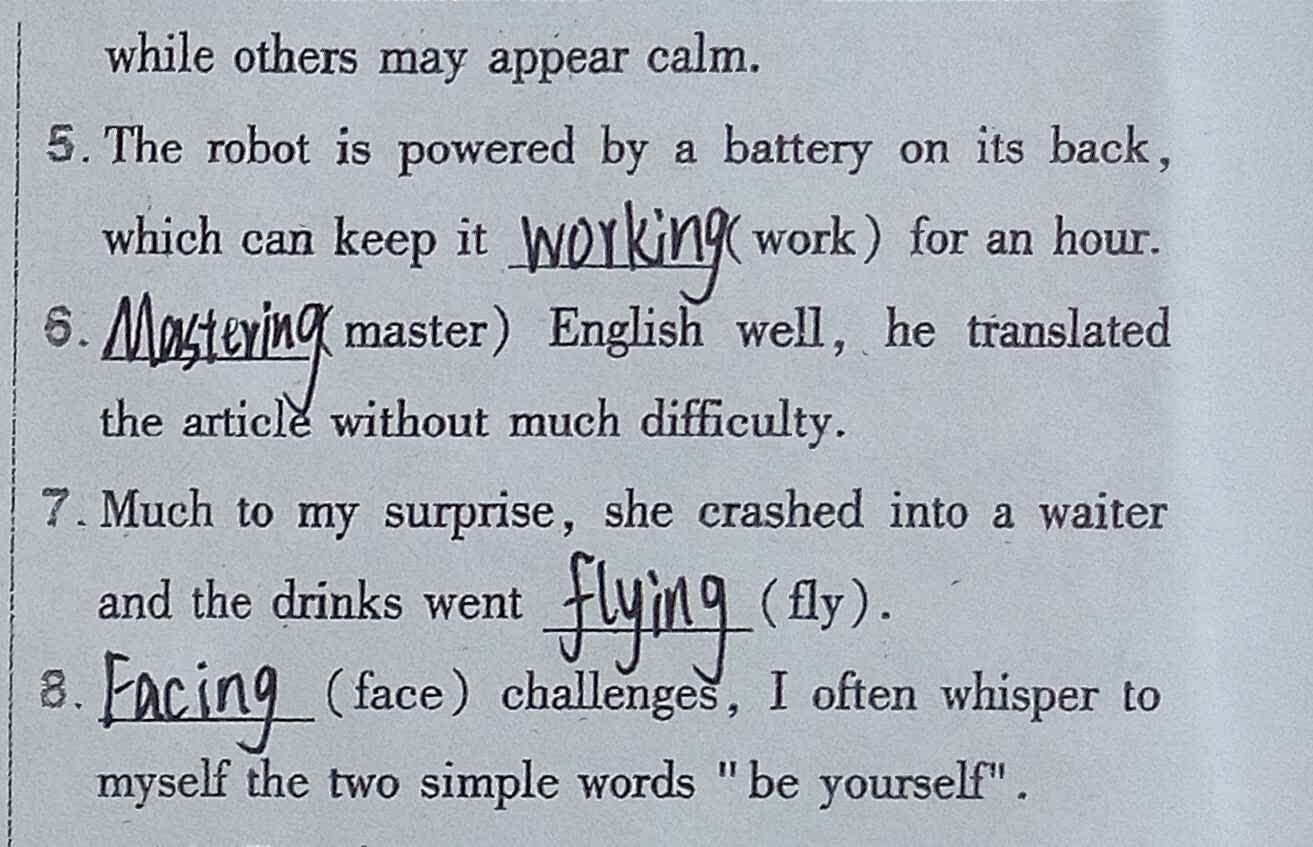 while others may appear calm.
5. The robot is powered by a battery on its back,
which can keep it working (work) for an hour.
6. Mastering (master) English well, he translated
the article without much difficulty.
7. Much to my surprise, she crashed into a waiter
and the drinks went flying (fly).
8. Facing (face) challenges, I often whisper to
myself the two simple words "be yourself".